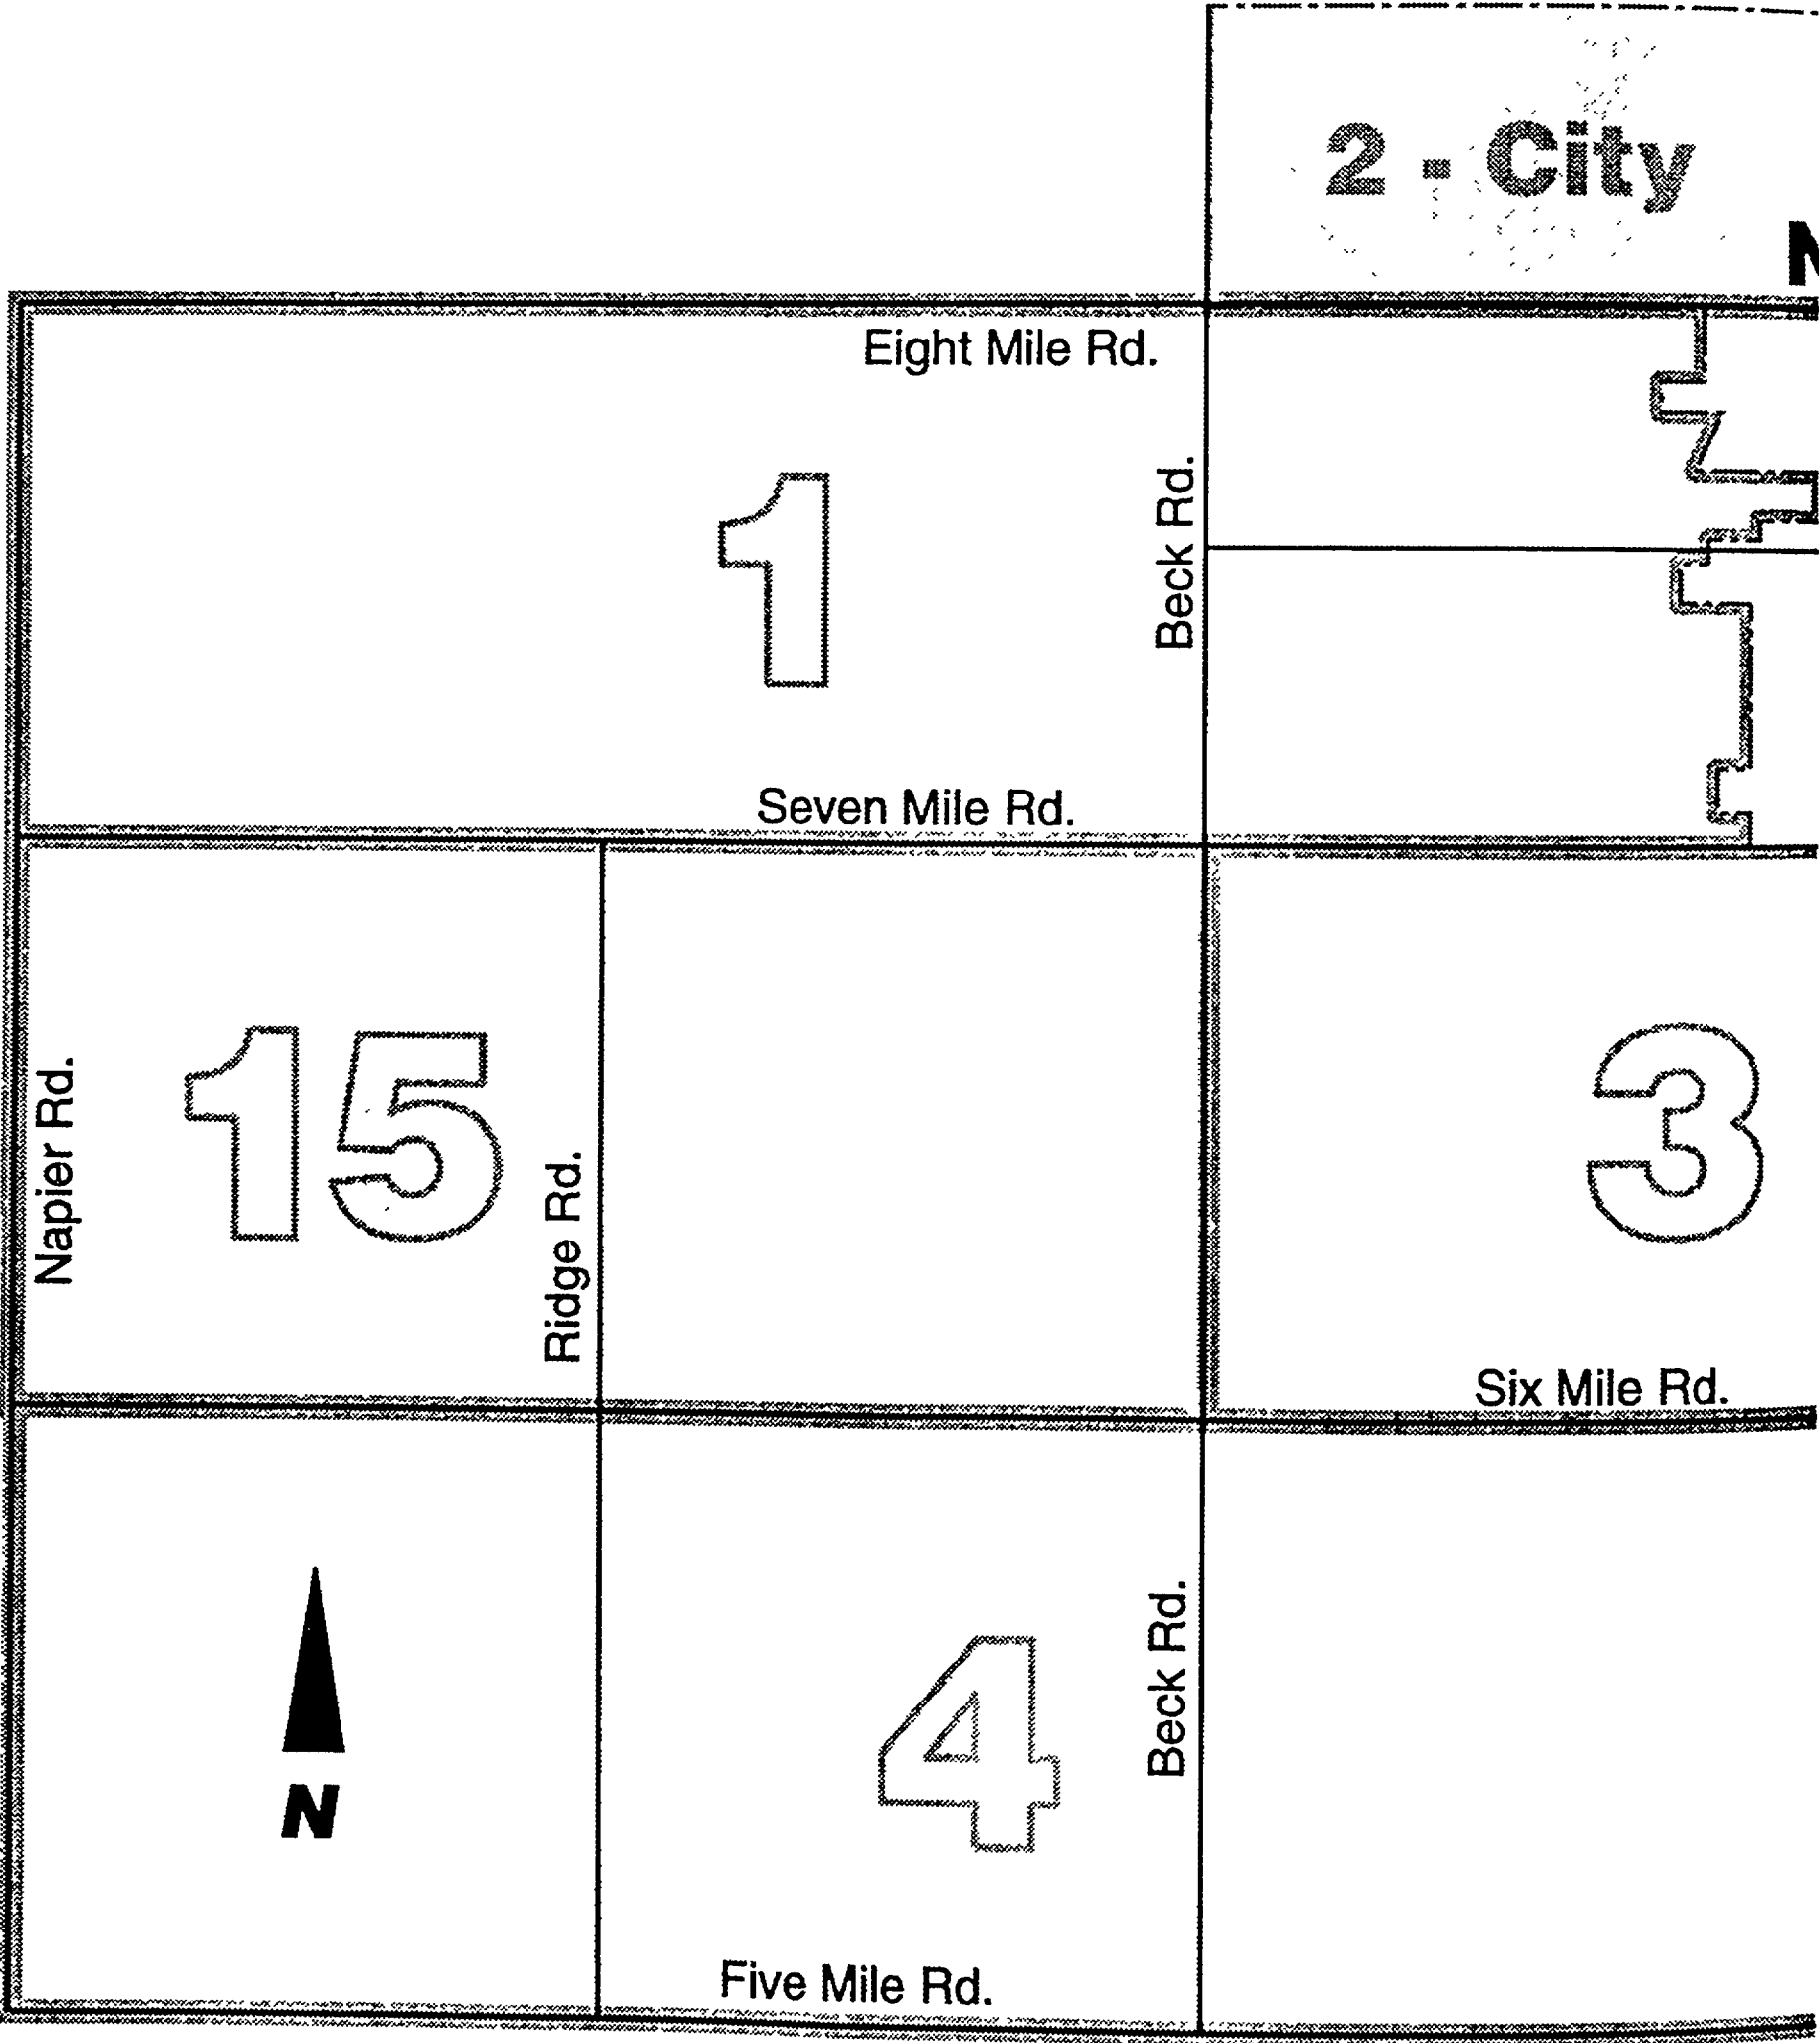 2 - City
N
Eight Mile Rd.
1
Beck Rd.
Seven Mile Rd.
15
3
Napier Rd.
Ridge Rd.
Six Mile Rd.
4
Beck Rd.
N
Five Mile Rd.